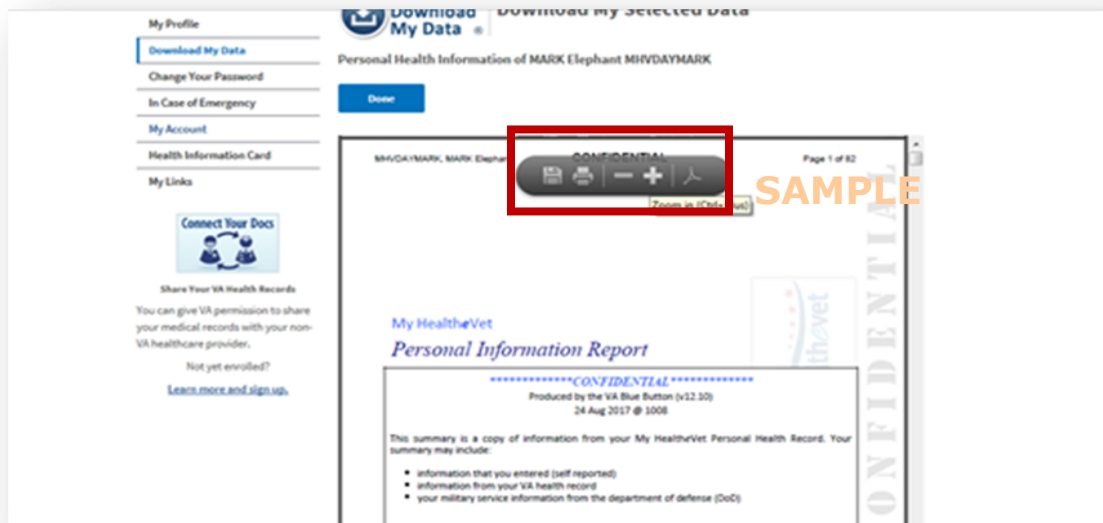 My Profile
Download My Data
Change Your Password
In Case of Emergency
My Account
Health Information Card
My Links
Connect Your Docs
Share Your VA Health Records
You can give VA permission to share
your medical records with your non-
VA healthcare provider.
Not yet enrolled?
Learn more and sign up.
Download
My Data ®
Download My Selected Data
Personal Health Information of MARK Elephant MHVDAYMARK
Done
MHVDAYMARK, MARK Elephant CONFIDENTIAL Page 1 of 82
SAMPLE
Zoom in (Ctrl+
My HealtheVet
Personal Information Report
*************CONFIDENTIAL*************
Produced by the VA Blue Button (v12.10)
24 Aug 2017 @ 1008
This summary is a copy of information from your My HealtheVet Personal Health Record. Your
summary may include:
information that you entered (self reported)
information from your VA health record
your military service information from the department of defense (DoD)
thevet
ONFIDENTIAL